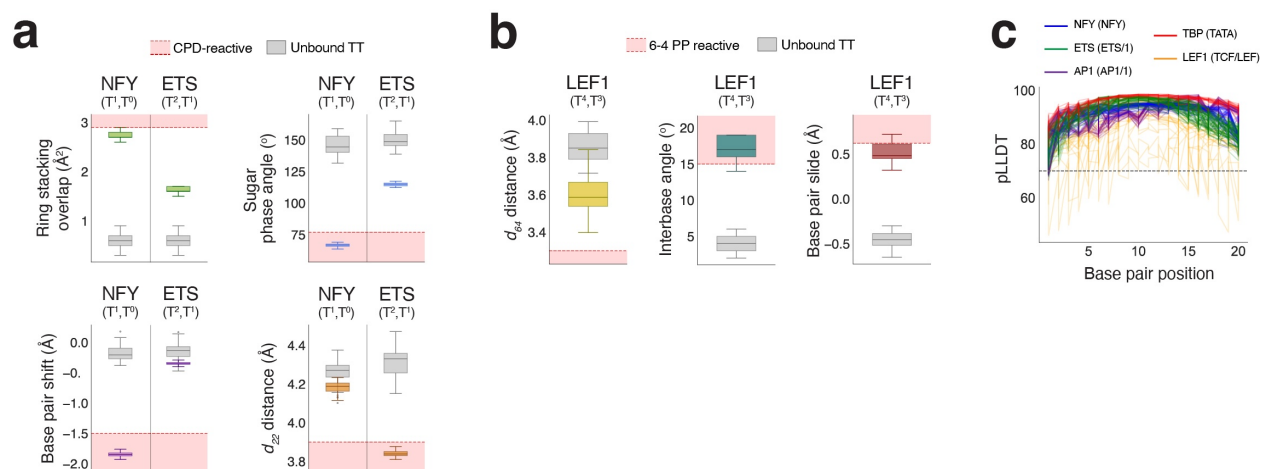 a
CPD-reactive
Unbound TT
NFY
(T¹,T⁰)
ETS
(T²,T¹)
Ring stacking
overlap (Å²)
3
2
1
NFY
(T¹,T⁰)
ETS
(T²,T¹)
Sugar
phase angle (°)
150
125
100
75
NFY
(T¹,T⁰)
ETS
(T²,T¹)
Base pair shift (Å)
0.0
−0.
−1.0
−1.5
−2.0
NFY
(T¹,T⁰)
ETS
(T²,T¹)
d₂₂ distance (Å)
4.4
4.2
4.0
3.8
b
6-4 PP reactive
Unbound TT
LEF1
(T⁴,T³)
d₆₄ distance (Å)
4.0
3.8
3.6
3.4
LEF1
(T⁴,T³)
Interbase angle (°)
20
15
10
5
LEF1
(T⁴,T³)
Base pair slide (Å)
0.5
0.0
−0.5
c
NFY (NFY)
ETS (ETS/1)
AP1 (AP1/1)
TBP (TATA)
LEF1 (TCF/LEF)
pLLDT
100
80
60
5
10
15
20
Base pair position